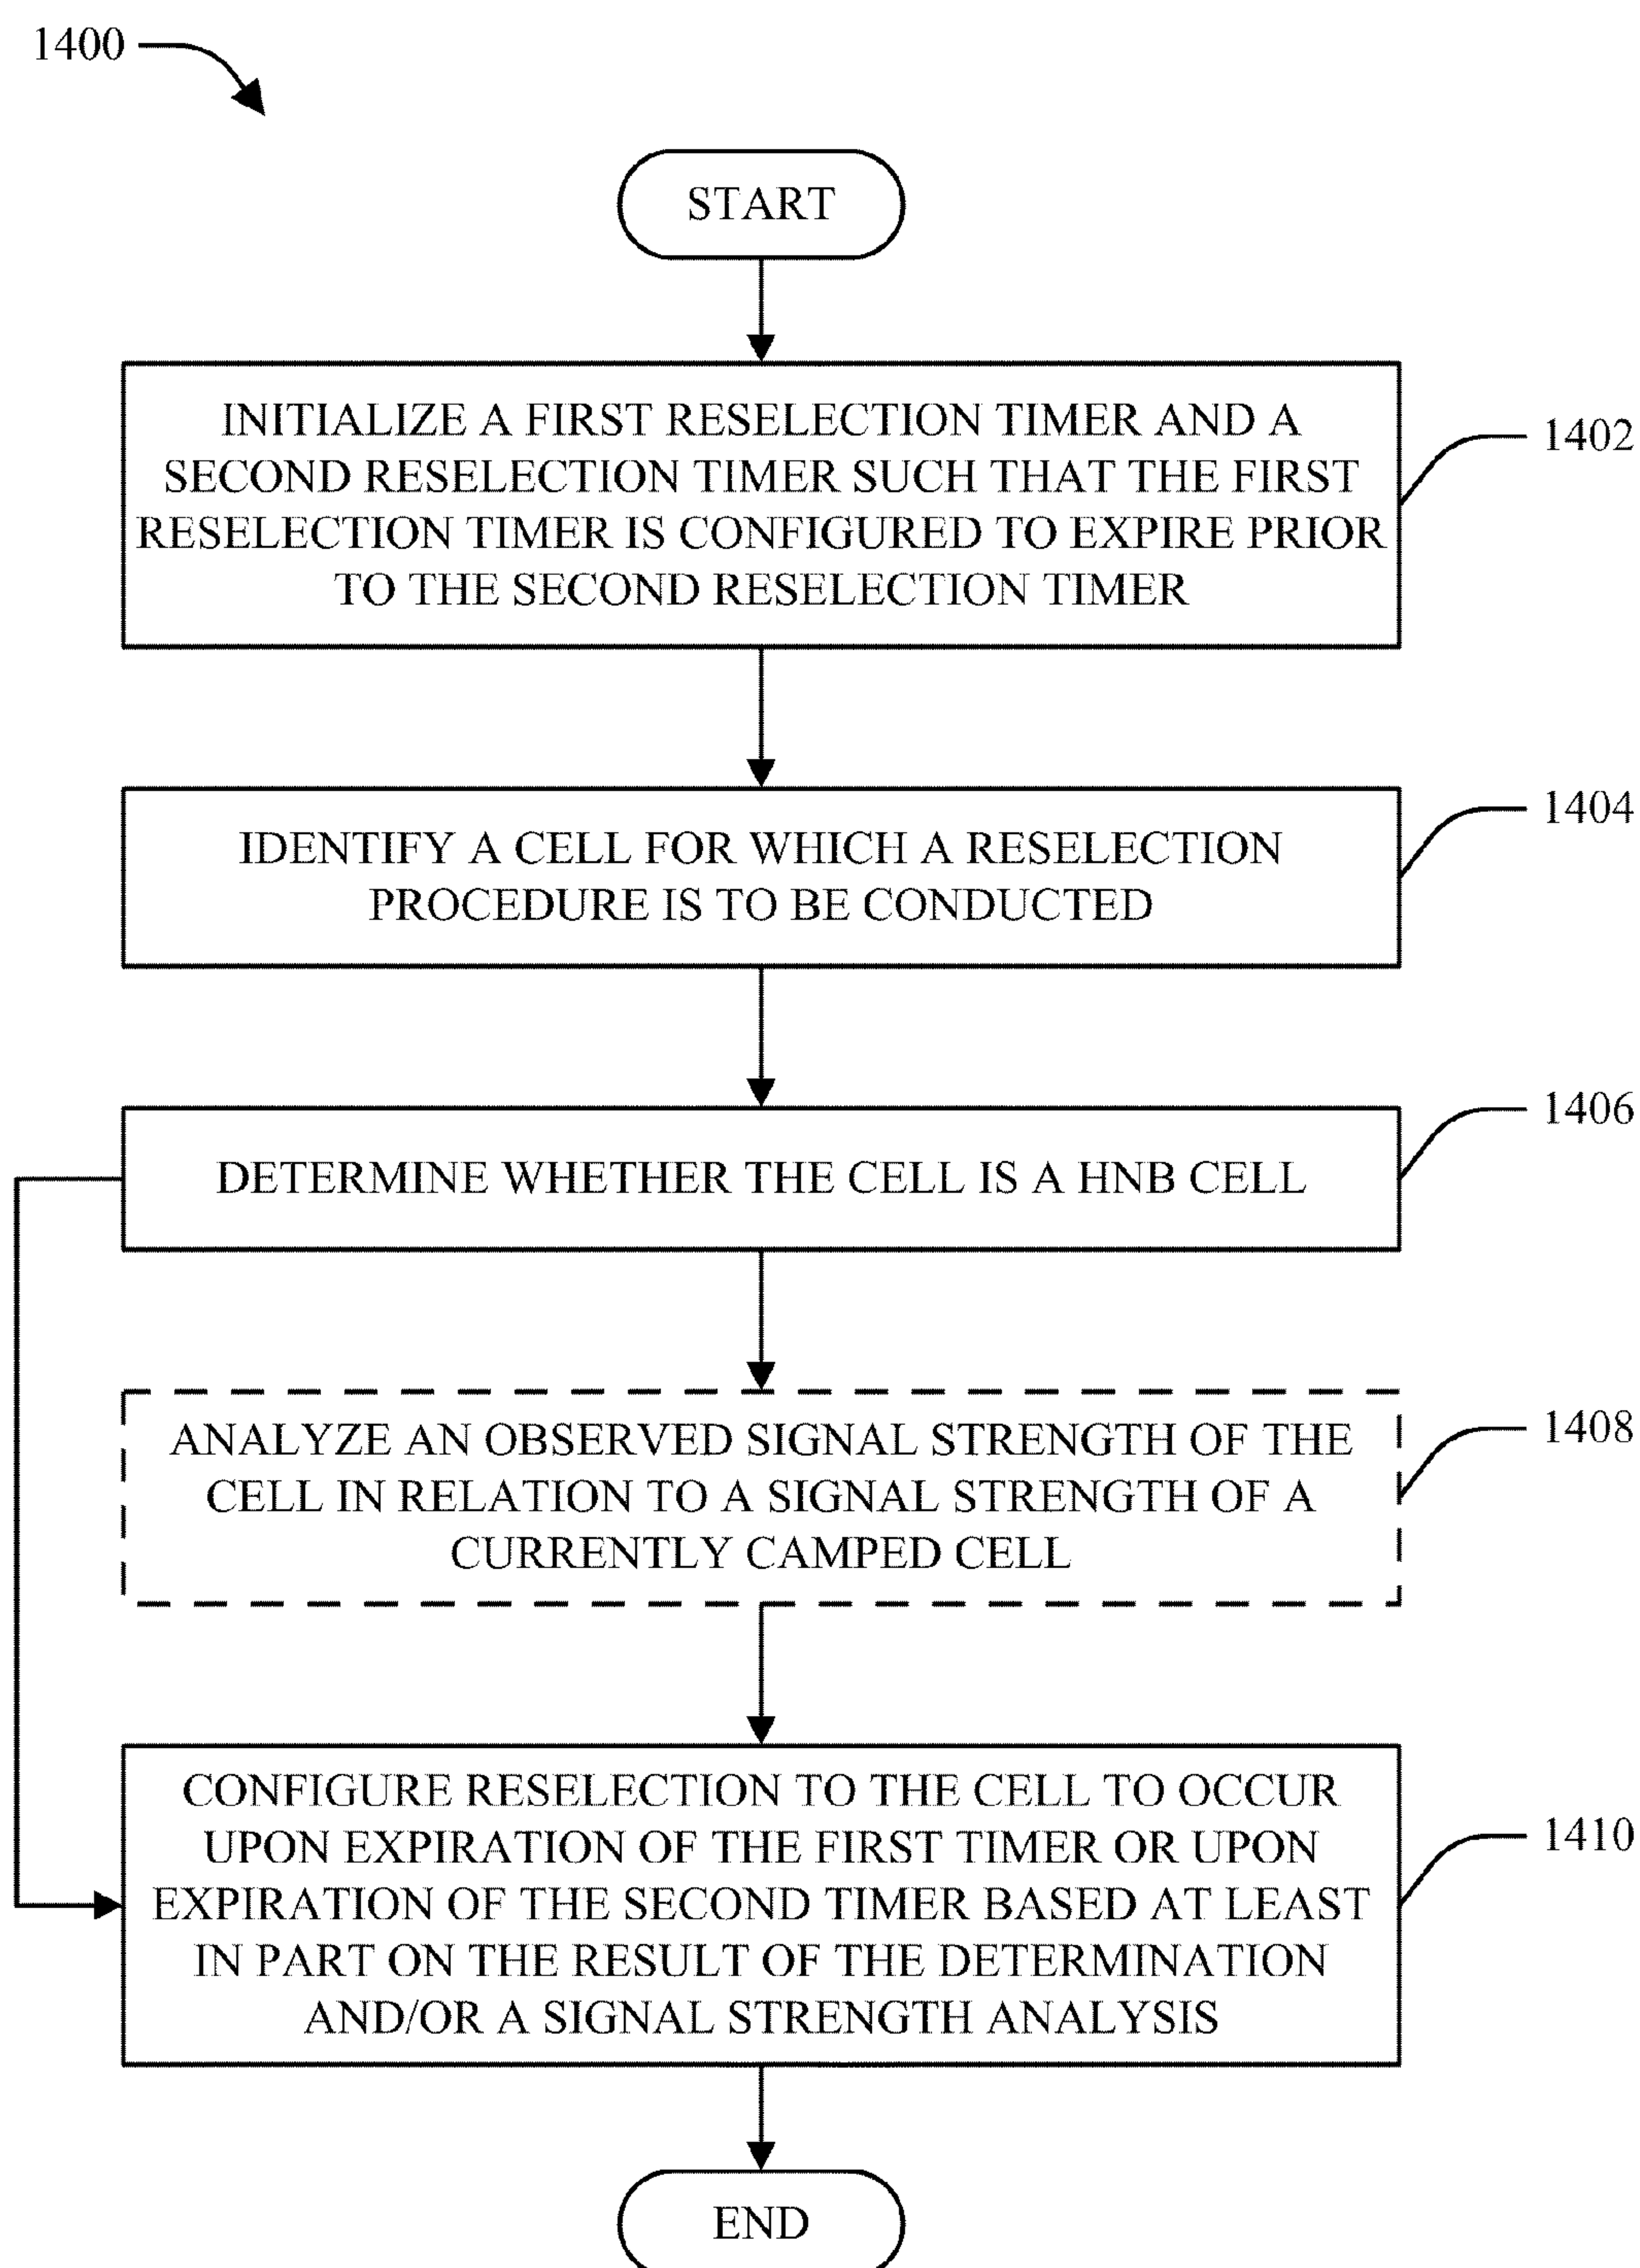 1400
START
INITIALIZE A FIRST RESELECTION TIMER AND A
SECOND RESELECTION TIMER SUCH THAT THE FIRST
RESELECTION TIMER IS CONFIGURED TO EXPIRE PRIOR
TO THE SECOND RESELECTION TIMER
1402
IDENTIFY A CELL FOR WHICH A RESELECTION
PROCEDURE IS TO BE CONDUCTED
1404
DETERMINE WHETHER THE CELL IS A HNB CELL
1406
ANALYZE AN OBSERVED SIGNAL STRENGTH OF THE
CELL IN RELATION TO A SIGNAL STRENGTH OF A
CURRENTLY CAMPED CELL
1408
CONFIGURE RESELECTION TO THE CELL TO OCCUR
UPON EXPIRATION OF THE FIRST TIMER OR UPON
EXPIRATION OF THE SECOND TIMER BASED AT LEAST
IN PART ON THE RESULT OF THE DETERMINATION
AND/OR A SIGNAL STRENGTH ANALYSIS
1410
END